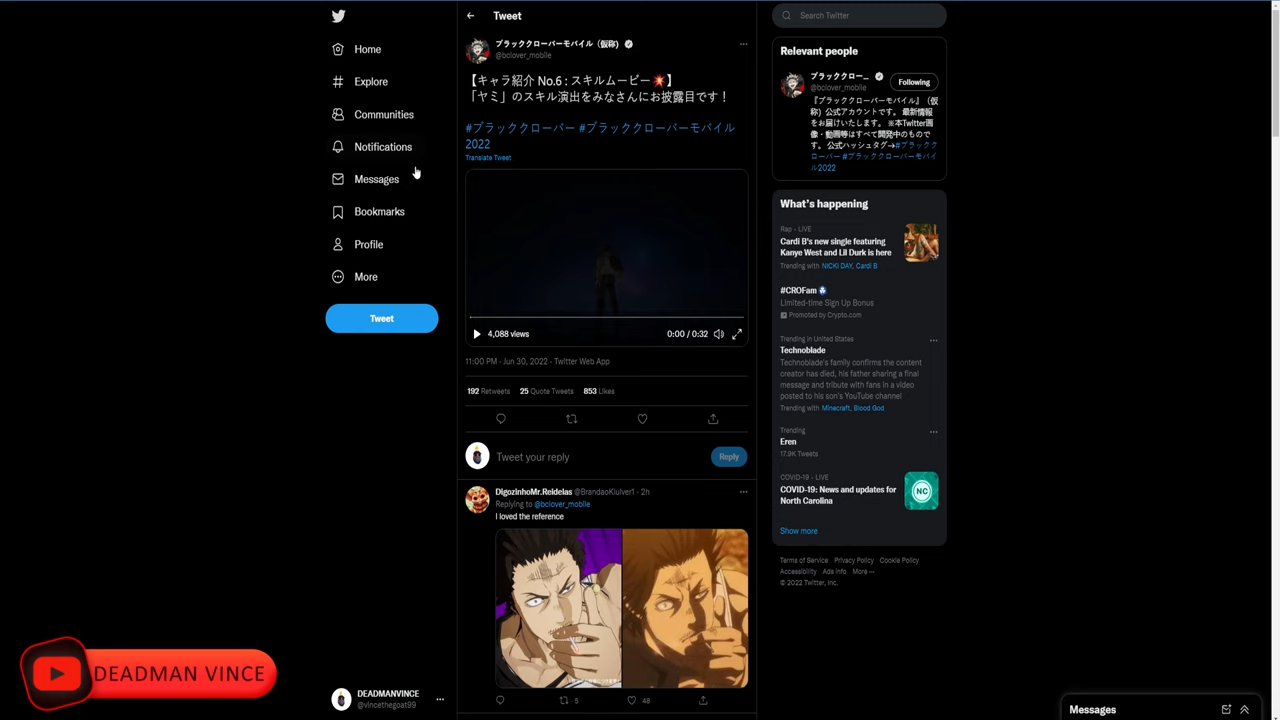 Home
Explore
Communities
Notifications
Messages
Bookmarks
Profile
More
Tweet
DEADMAN VINCE
DEADMANVINCE
@vincethegoat99
Tweet
ブラッククローバーモバイル（仮称）
@bclover_mobile
【キャラ紹介 No.6 : スキルムービー💥】
「ヤミ」のスキル演出をみなさんにお披露目です！
#ブラッククローバー #ブラッククローバーモバイル
2022
Translate Tweet
4,088 views
0:00 / 0:32
11:00 PM · Jun 30, 2022 · Twitter Web App
192 Retweets 25 Quote Tweets 853 Likes
Tweet your reply
Reply
DigozinhoMr.Reidelas @BrandaoKluiver1 · 2h
Replying to @bclover_mobile
I loved the reference
5
48
Search Twitter
Relevant people
ブラッククロー...
@bclover_mobile
Following
『ブラッククローバーモバイル』（仮
称）公式アカウントです。 最新情報
をお届けいたします。 ※本Twitter画
像・動画等はすべて開発中のもので
す。 公式ハッシュタグ→#ブラックク
ローバー #ブラッククローバーモバイ
ル2022
What's happening
Rap · LIVE
Cardi B's new single featuring
Kanye West and Lil Durk is here
Trending with NICKI DAY, Cardi B
#CROFam
Limited-time Sign Up Bonus
Promoted by Crypto.com
Trending in United States
Technoblade
Technoblade's family confirms the content
creator has died, his father sharing a final
message and tribute with fans in a video
posted to his son's YouTube channel
Trending with Minecraft, Blood God
Trending
Eren
17.9K Tweets
COVID-19 · LIVE
COVID-19: News and updates for
North Carolina
NC
Show more
Terms of Service Privacy Policy Cookie Policy
Accessibility Ads info More ···
© 2022 Twitter, Inc.
Messages